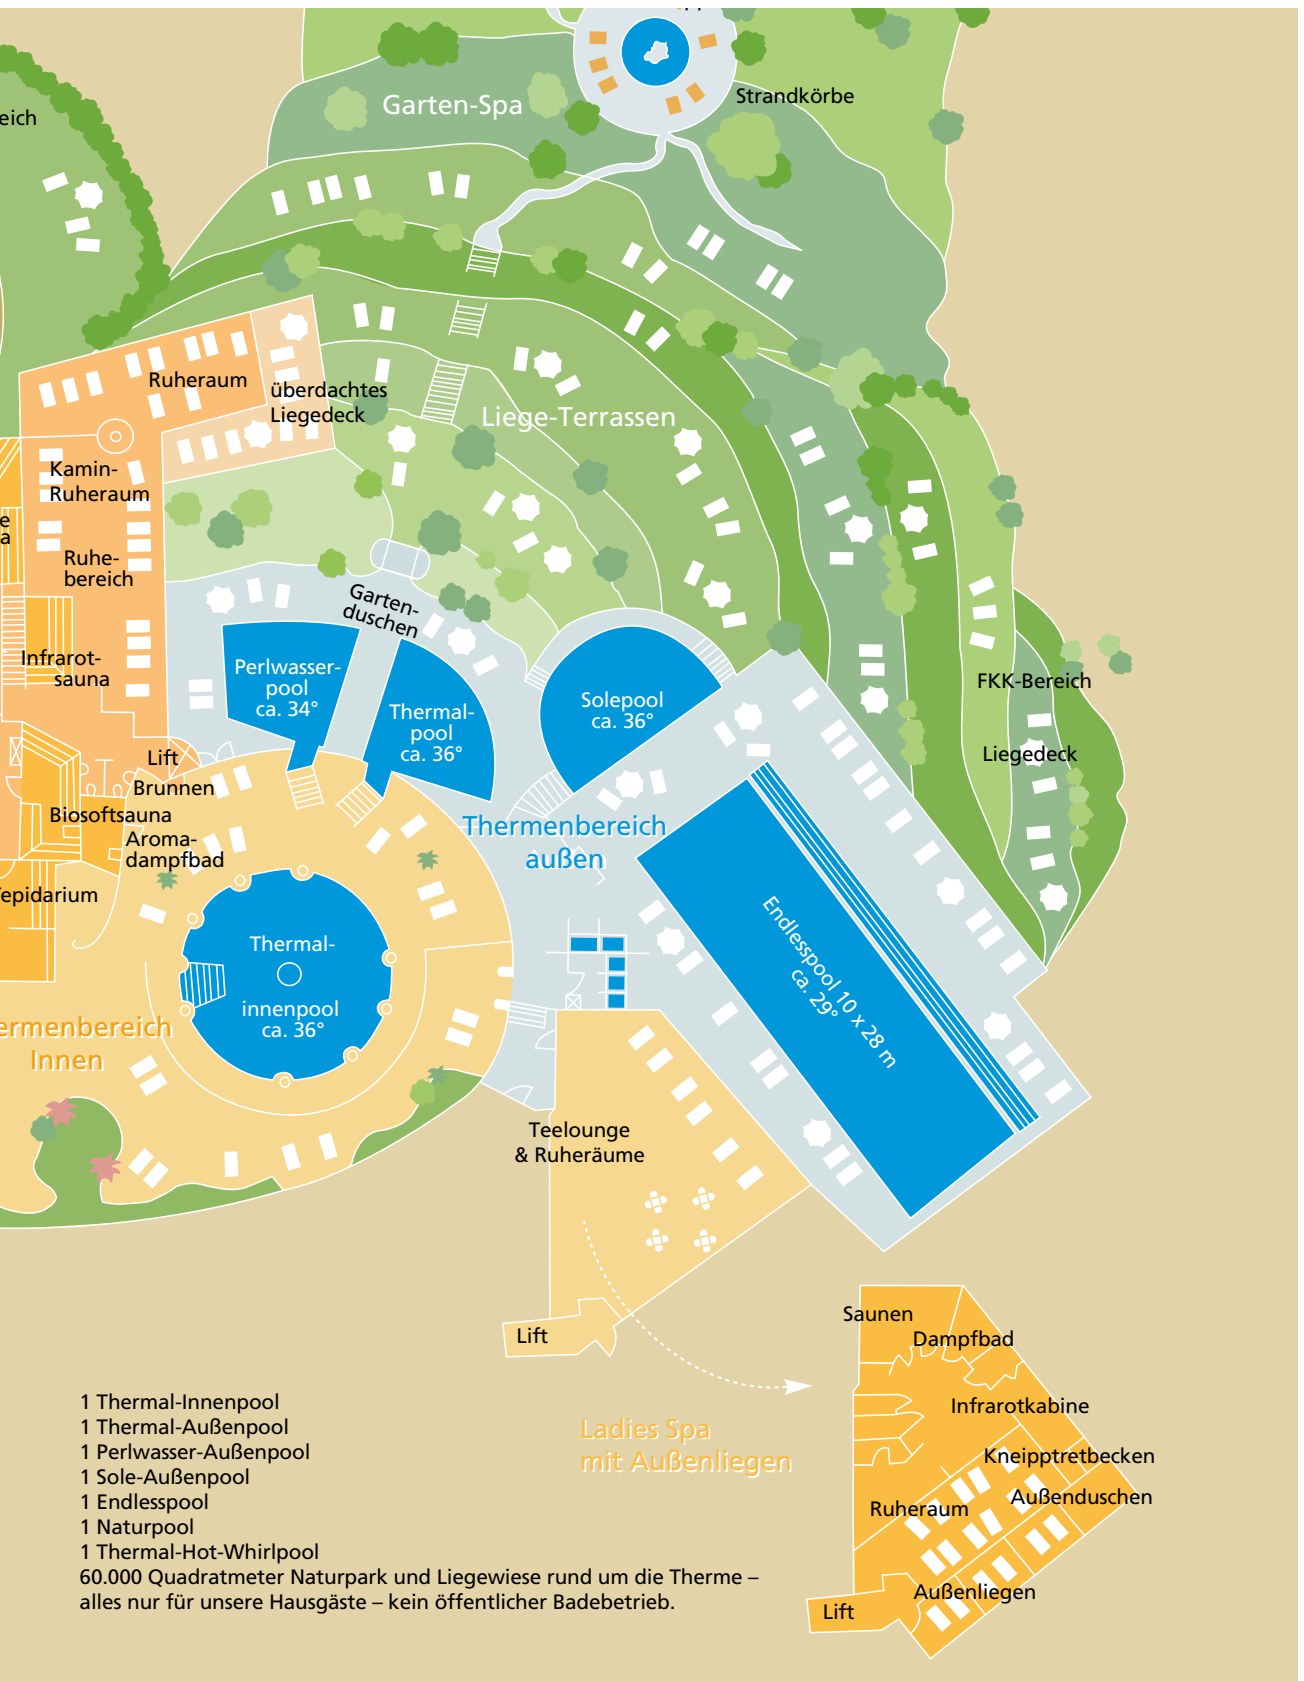 Garten-Spa
Strandkörbe
eich
Ruheraum
überdachtes
Liegedeck
Liege-Terrassen
Kamin-
Ruheraum
e
a
Ruhe-
bereich
Garten-
duschen
Infrarot-
sauna
Perlwasser-
pool
ca. 34°
Thermal-
pool
ca. 36°
Solepool
ca. 36°
FKK-Bereich
Liegedeck
Lift
Brunnen
Biosoftsauna
Aroma-
dampfbad
epidarium
Thermenbereich
außen
Endlesspool 10 x 28 m
ca. 29°
Thermal-
innenpool
ca. 36°
ermenbereich
Innen
Teelounge
& Ruheräume
Lift
Saunen
Dampfbad
Infrarotkabine
Kneipptretbecken
Außenduschen
Ruheraum
Außenliegen
Lift
Ladies Spa
mit Außenliegen
1 Thermal-Innenpool
1 Thermal-Außenpool
1 Perlwasser-Außenpool
1 Sole-Außenpool
1 Endlesspool
1 Naturpool
1 Thermal-Hot-Whirlpool
60.000 Quadratmeter Naturpark und Liegewiese rund um die Therme –
alles nur für unsere Hausgäste – kein öffentlicher Badebetrieb.